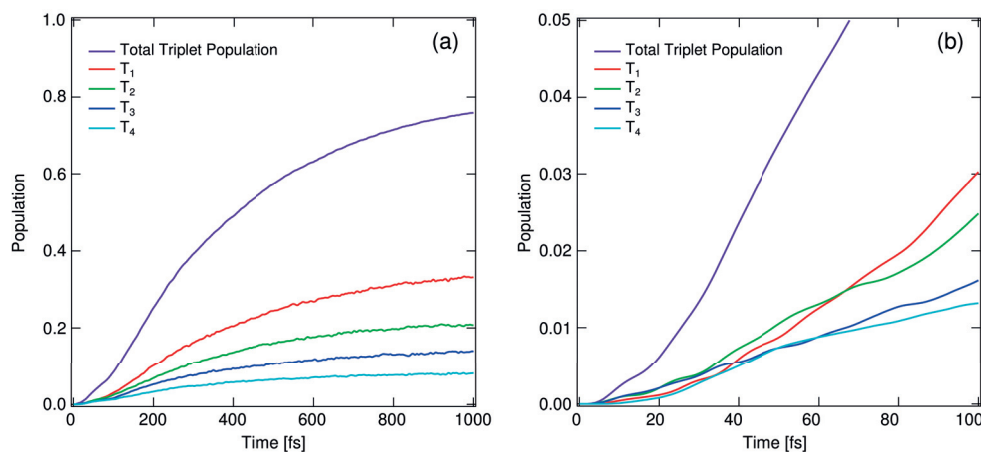 (a)
Total Triplet Population
T1
T2
T3
T4
1.0
0.8
0.6
0.4
0.2
0.0
Population
0 200 400 600 800 1000
Time [fs]
(b)
Total Triplet Population
T1
T2
T3
T4
0.05
0.04
0.03
0.02
0.01
0.00
Population
0 20 40 60 80 100
Time [fs]